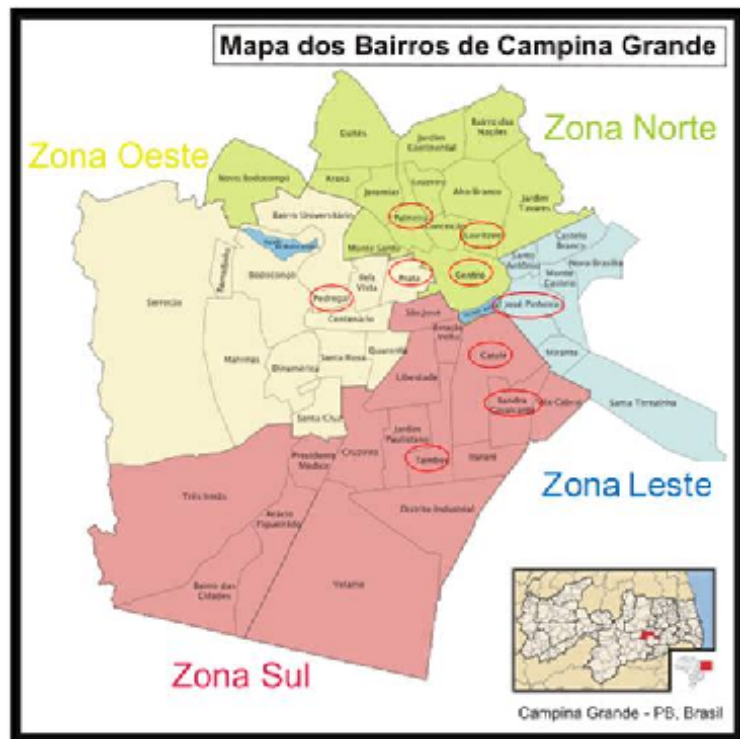 Mapa dos Bairros de Campina Grande
Zona Norte
Zona Oeste
Bairro das
Nações
Cuités
Jardim
Continental
Novo Bodocongó
Jeremias
Alto Branco
Jardim
Tavares
Bairro Universitário
Palmeira
Conceição
Lauritzen
Castelo
Branco
Monte Santo
Santo
Antônio
Nova Brasília
Bodocongó
Bela
Vista
Prata
Centro
Monte
Castelo
Serrotão
Ramadinha
Pedregal
José Pinheiro
Centenário
São José
Estação
Velha
Catolé
Mirante
Malvinas
Dinamérica
Santa Rosa
Quarenta
Liberdade
Sandra
Cavalcante
Santa Terezinha
Santa Cruz
Jardim
Paulistano
Presidente
Médici
Cruzeiro
Tambor
Itararé
Zona Leste
Três Irmãs
Distrito Industrial
Acácio
Figueiredo
Bairro das
Cidades
Velame
Zona Sul
Campina Grande - PB, Brasil